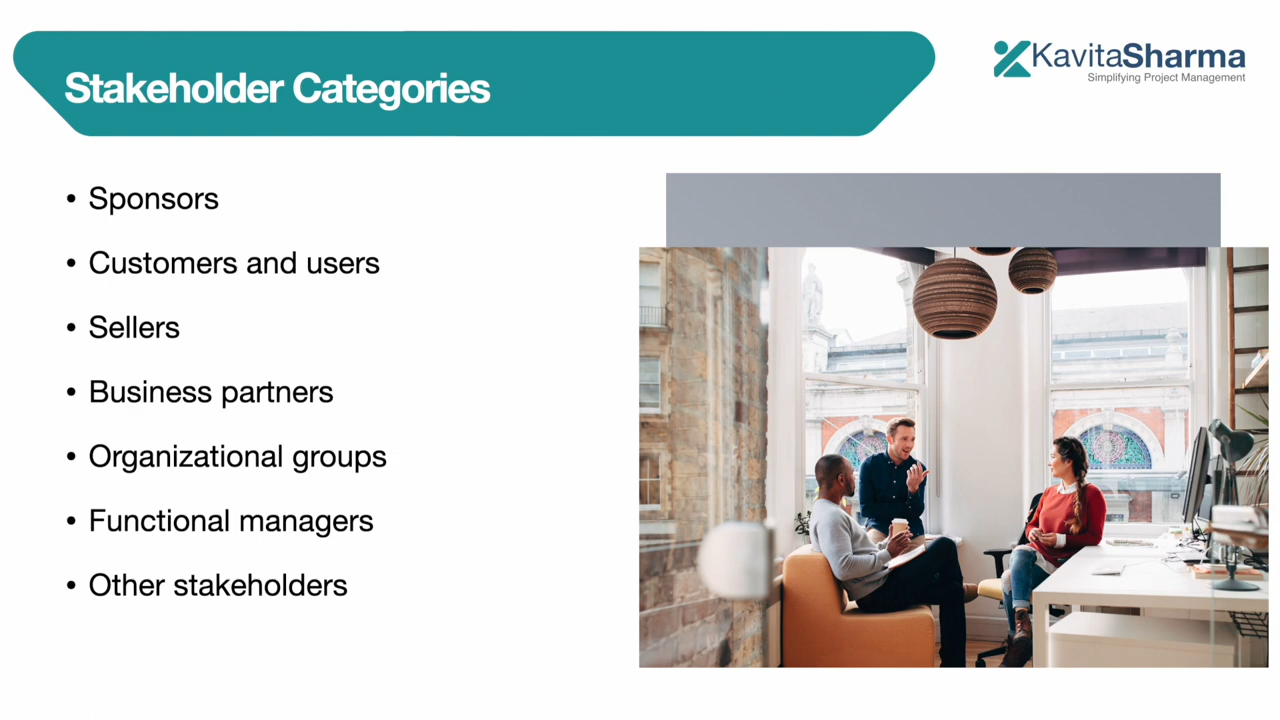 Stakeholder Categories
KavitaSharma
Simplifying Project Management
• Sponsors
• Customers and users
• Sellers
• Business partners
• Organizational groups
• Functional managers
• Other stakeholders